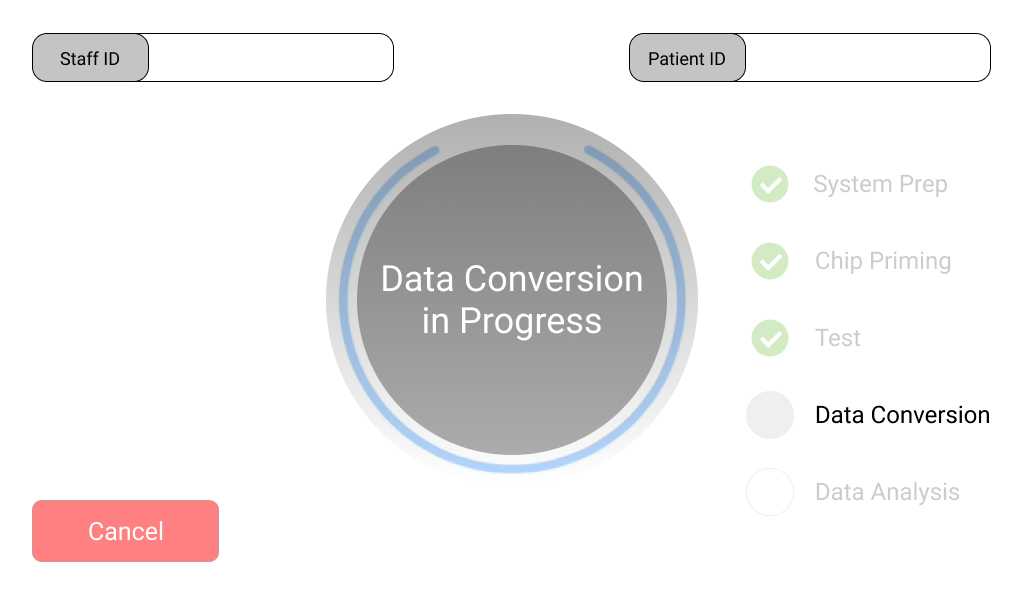 Staff ID
Patient ID
Data Conversion
in Progress
System Prep
Chip Priming
Test
Data Conversion
Data Analysis
Cancel